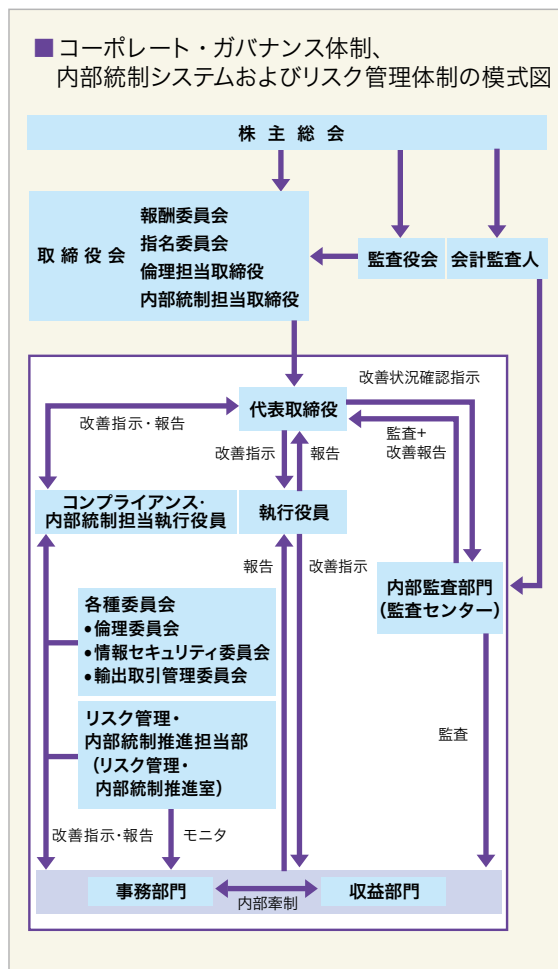 ■コーポレート・ガバナンス体制、
内部統制システムおよびリスク管理体制の模式図
株主総会
取締役会
報酬委員会
指名委員会
倫理担当取締役
内部統制担当取締役
監査役会
会計監査人
代表取締役
改善状況確認指示
改善指示・報告
改善指示
報告
監査+
改善報告
コンプライアンス・
内部統制担当執行役員
執行役員
報告
改善指示
内部監査部門
(監査センター)
各種委員会
•倫理委員会
•情報セキュリティ委員会
•輸出取引管理委員会
リスク管理・
内部統制推進担当部
(リスク管理・
内部統制推進室)
監査
改善指示・報告
モニタ
事務部門
内部牽制
収益部門